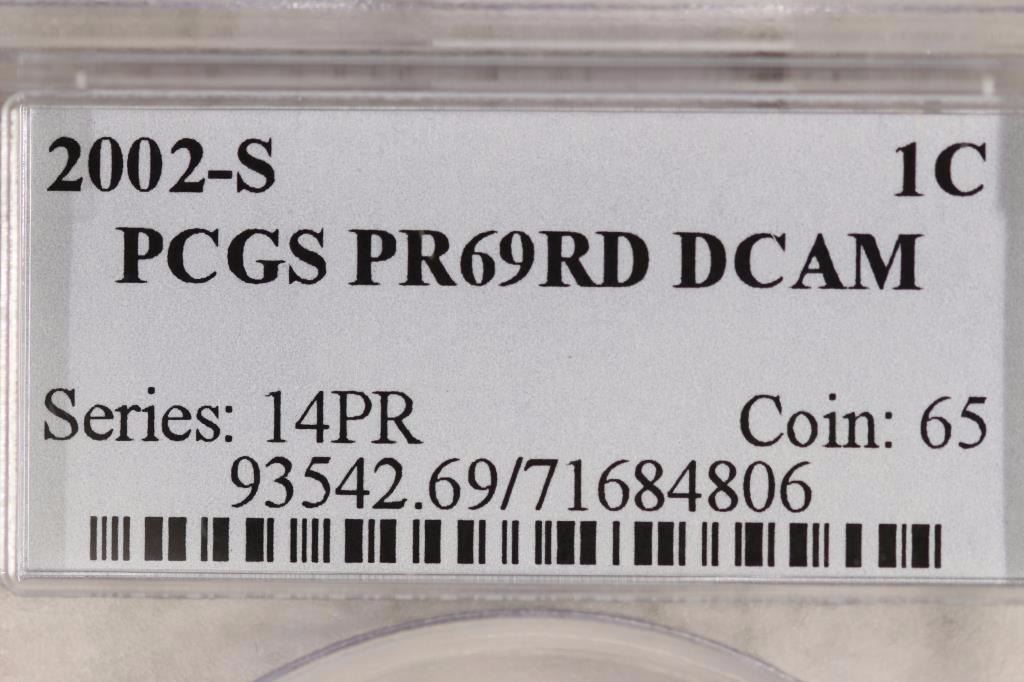 2002-S 1C
PCGS PR69RD DCAM
Series: 14PR Coin: 65
93542.69/71684806